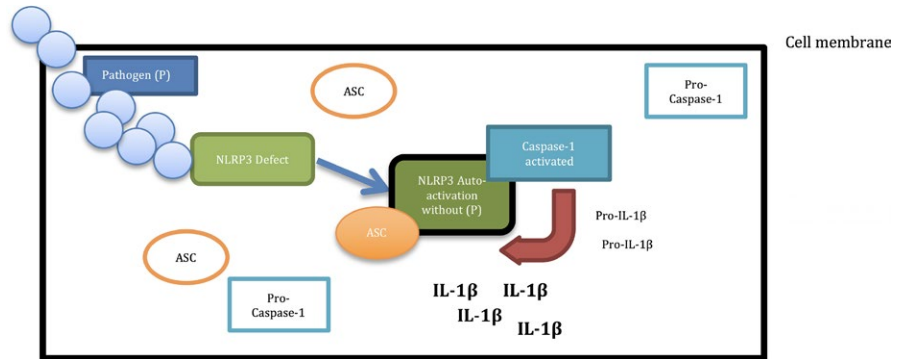 Cell membrane
Pathogen (P)
ASC
Pro-
Caspase-1
NLRP3 Defect
Caspase-1
activated
NLRP3 Auto-
activation
without (P)
ASC
Pro-IL-1β
Pro-IL-1β
ASC
Pro-
Caspase-1
IL-1β IL-1β
IL-1β
IL-1β